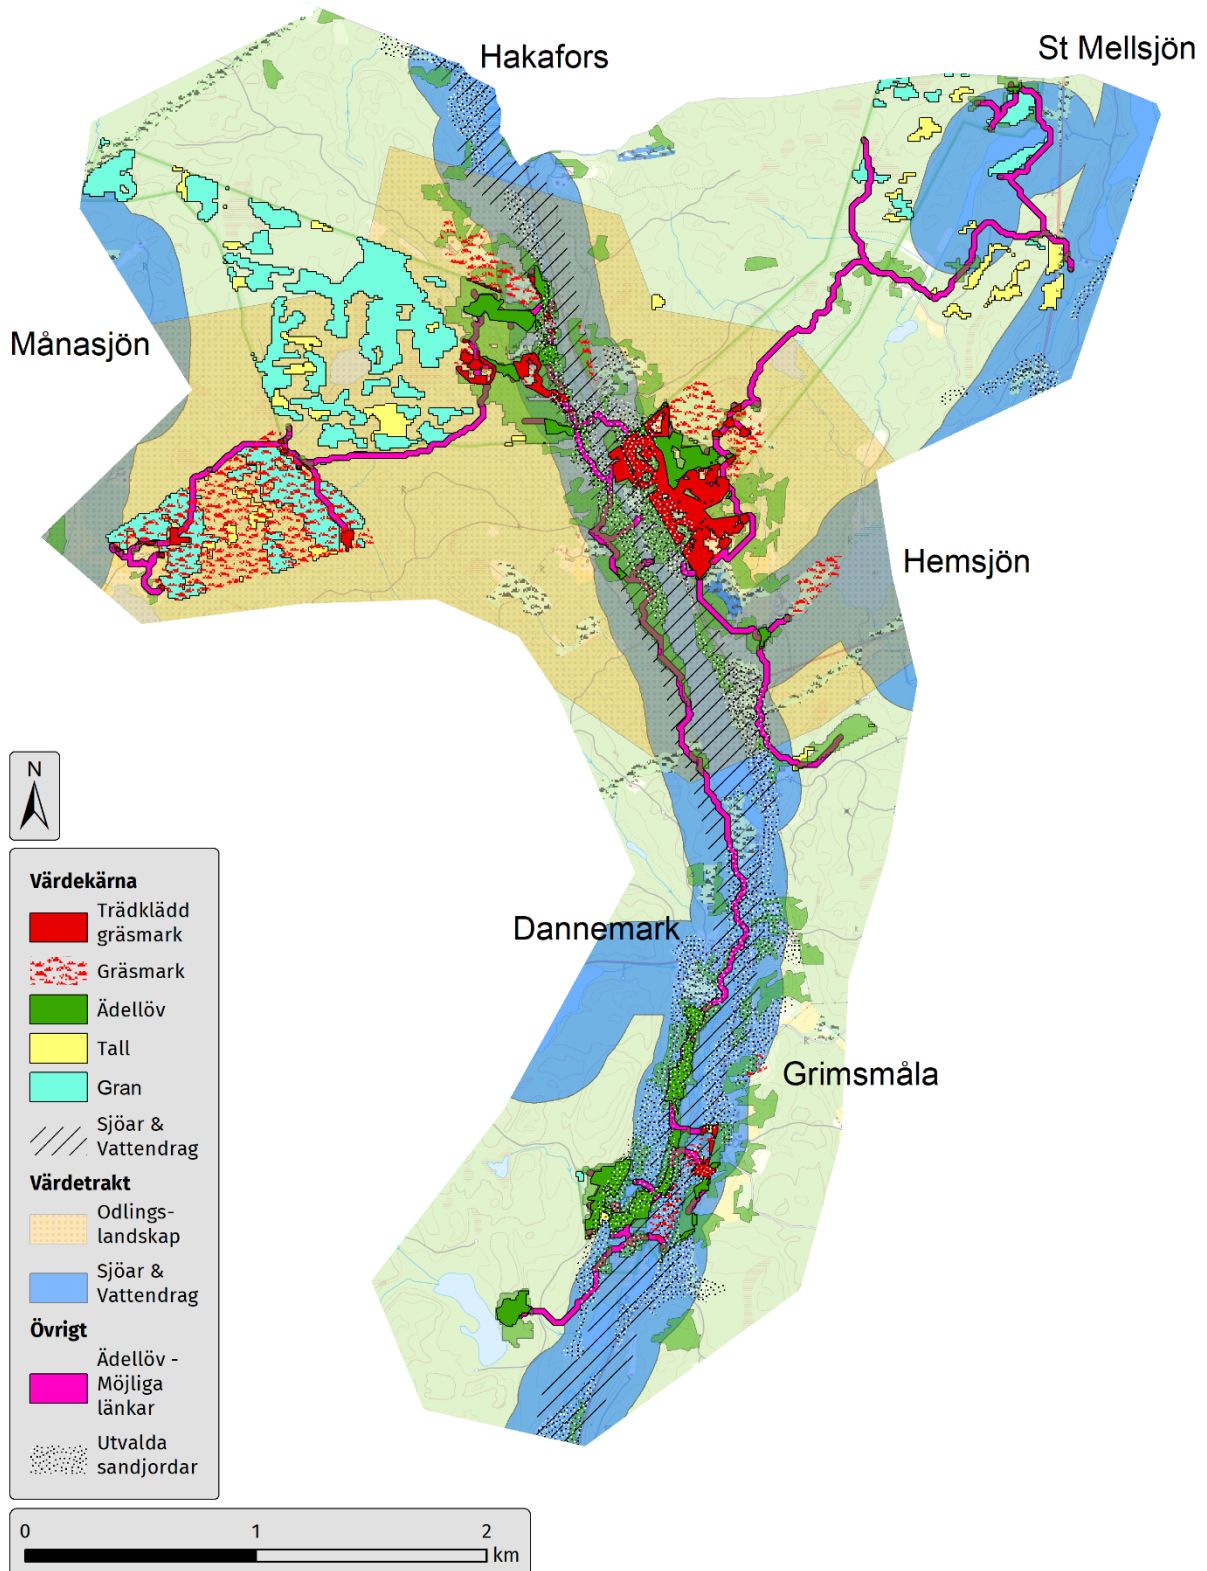 Hakafors
St Mellsjön
Månasjön
Hemsjön
Dannemark
Grimsmåla
N
Värdekärna
Trädklädd
gräsmark
Gräsmark
Ädellöv
Tall
Gran
Sjöar &
Vattendrag
Värdetrakt
Odlings-
landskap
Sjöar &
Vattendrag
Övrigt
Ädellöv -
Möjliga
länkar
Utvalda
sandjordar
0 1 2
km